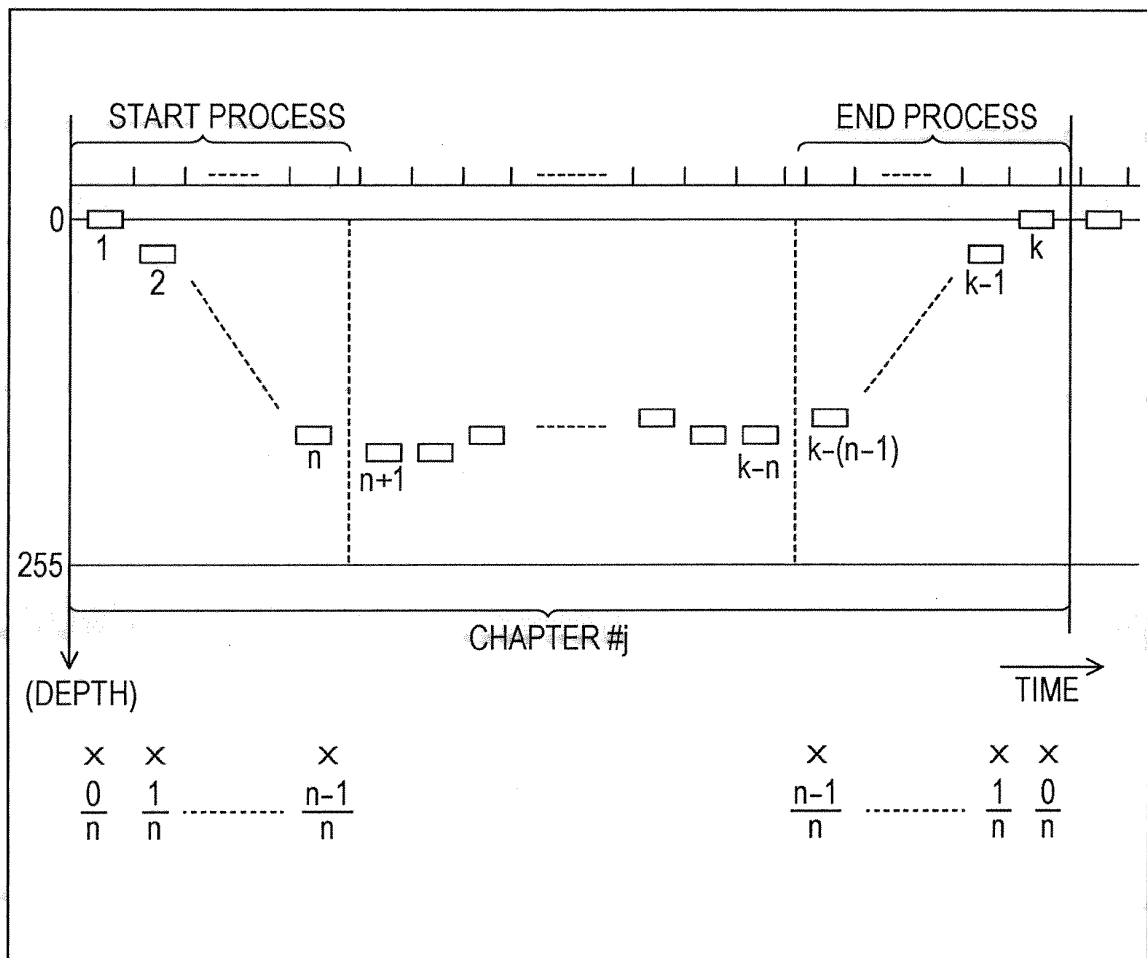 START PROCESS END PROCESS
0
1 k
2 k-1
n k-(n-1)
n+1 k-n
255
CHAPTER #j
(DEPTH) TIME
× × × × × ×
0/n 1/n n-1/n n-1/n 1/n 0/n